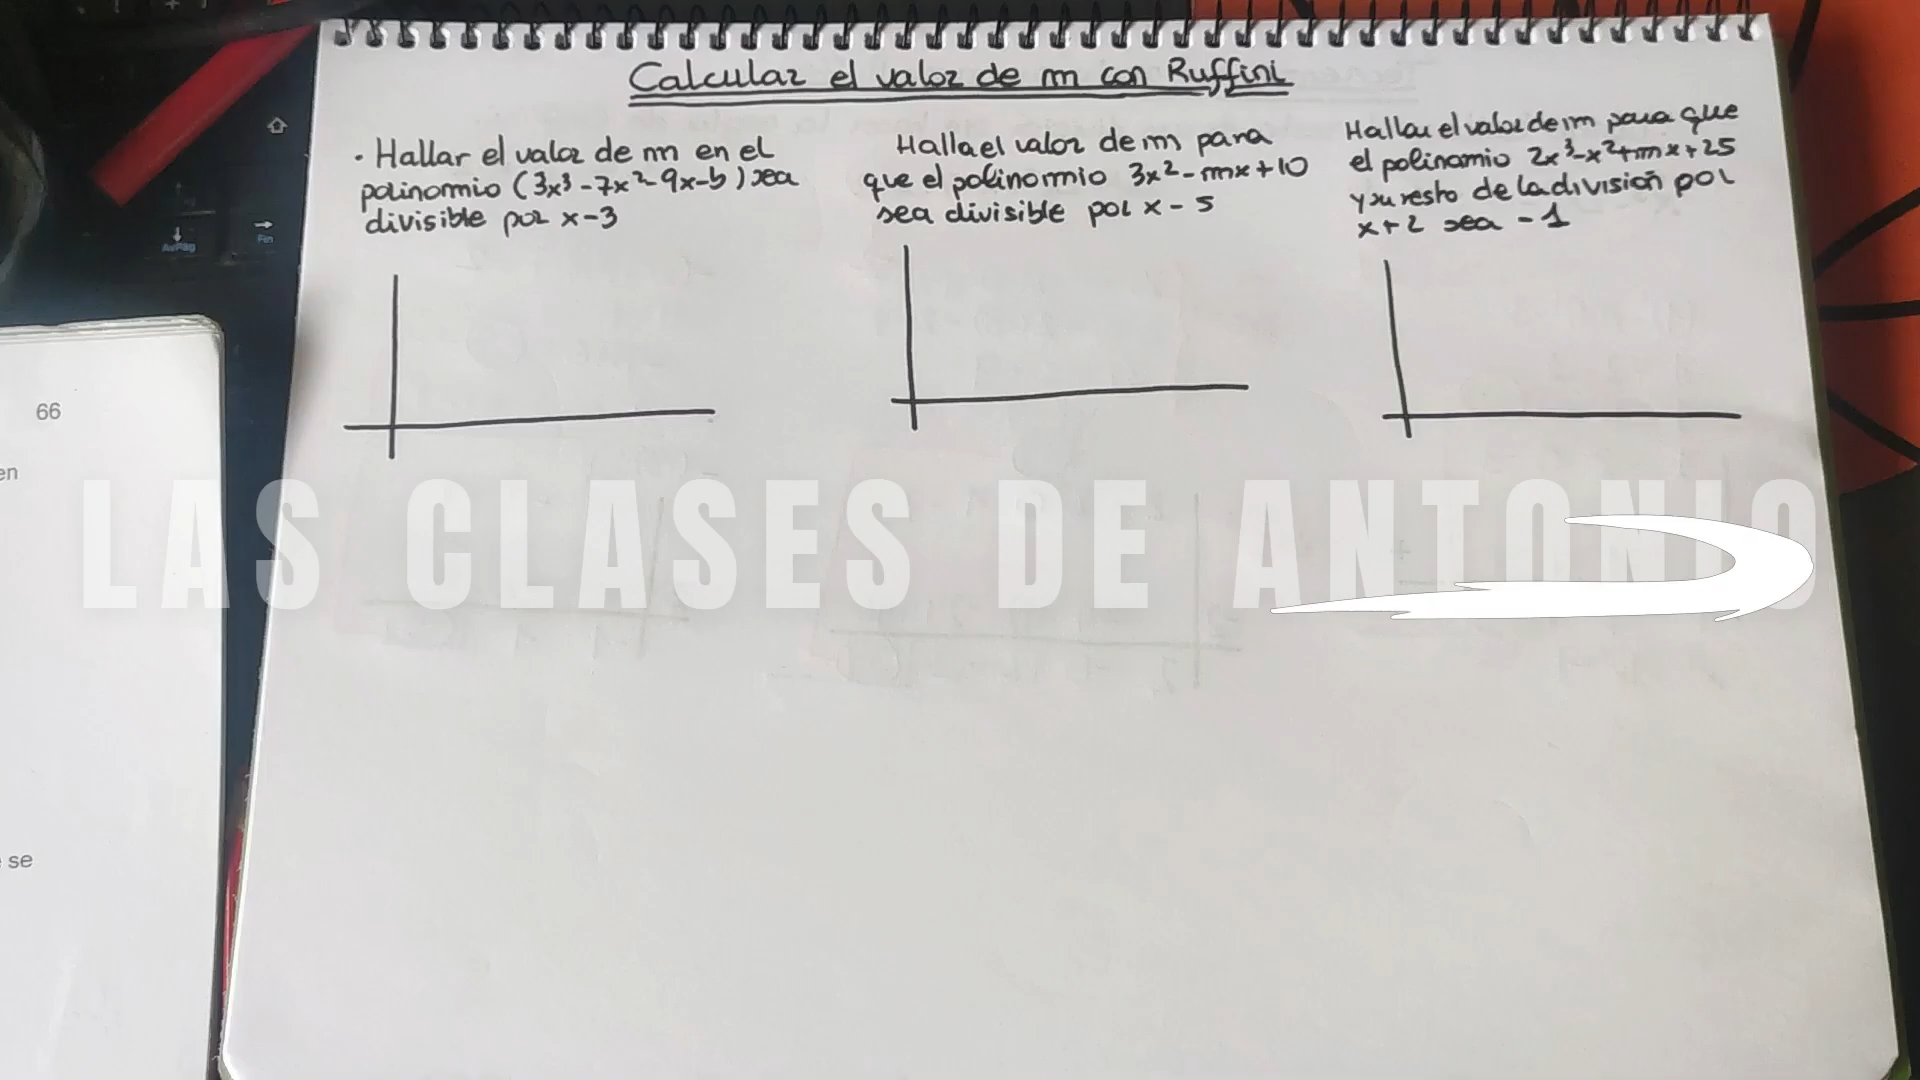 Calcular el valor de m con Ruffini
· Hallar el valor de m en el
polinomio (3x³-7x²-9x-b) sea
divisible por x-3
Halla el valor de m para
que el polinomio 3x²-mx+10
sea divisible por x-5
Hallar el valor de m para que
el polinomio 2x³-x²+mx+25
y su resto de la división por
x+2 sea -1
LAS CLASES DE ANTONIO
66
en
se
AvPág
Fin